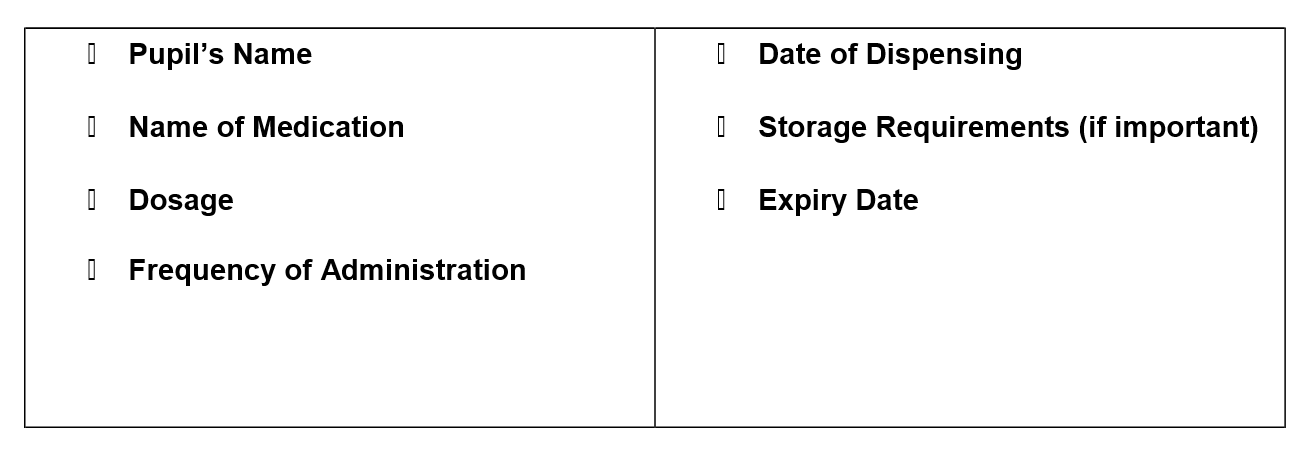 Pupil’s Name
Name of Medication
Dosage
Frequency of Administration
Date of Dispensing
Storage Requirements (if important)
Expiry Date